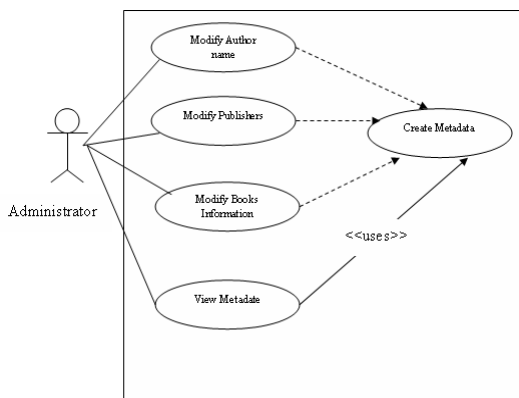 Modify Author
name
Modify Publishers
Create Metadata
Modify Books
Information
Administrator
<<uses>>
View Metadate